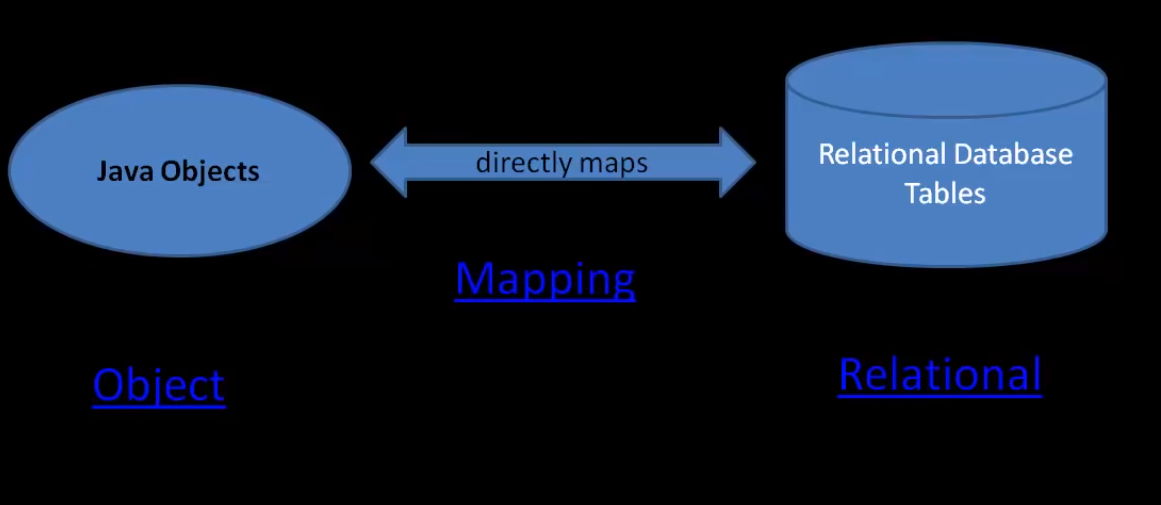 Java Objects
directly maps
Relational Database
Tables
Mapping
Object
Relational